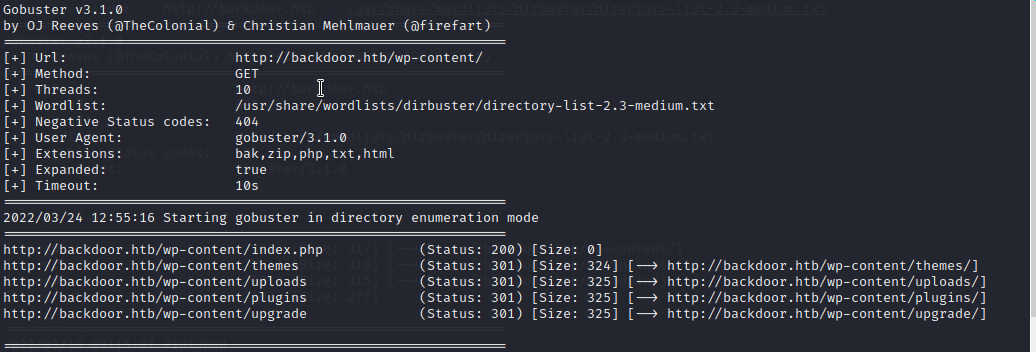 Gobuster v3.1.0
by OJ Reeves (@TheColonial) & Christian Mehlmauer (@firefart)
===============================================================
[+] Url:                     http://backdoor.htb/wp-content/
[+] Method:                  GET
[+] Threads:                 10
[+] Wordlist:                /usr/share/wordlists/dirbuster/directory-list-2.3-medium.txt
[+] Negative Status codes:   404
[+] User Agent:              gobuster/3.1.0
[+] Extensions:              bak,zip,php,txt,html
[+] Expanded:                true
[+] Timeout:                 10s
===============================================================
2022/03/24 12:55:16 Starting gobuster in directory enumeration mode
===============================================================
http://backdoor.htb/wp-content/index.php            (Status: 200) [Size: 0]
http://backdoor.htb/wp-content/themes               (Status: 301) [Size: 324] [--> http://backdoor.htb/wp-content/themes/]
http://backdoor.htb/wp-content/uploads              (Status: 301) [Size: 325] [--> http://backdoor.htb/wp-content/uploads/]
http://backdoor.htb/wp-content/plugins              (Status: 301) [Size: 325] [--> http://backdoor.htb/wp-content/plugins/]
http://backdoor.htb/wp-content/upgrade              (Status: 301) [Size: 325] [--> http://backdoor.htb/wp-content/upgrade/]
===============================================================